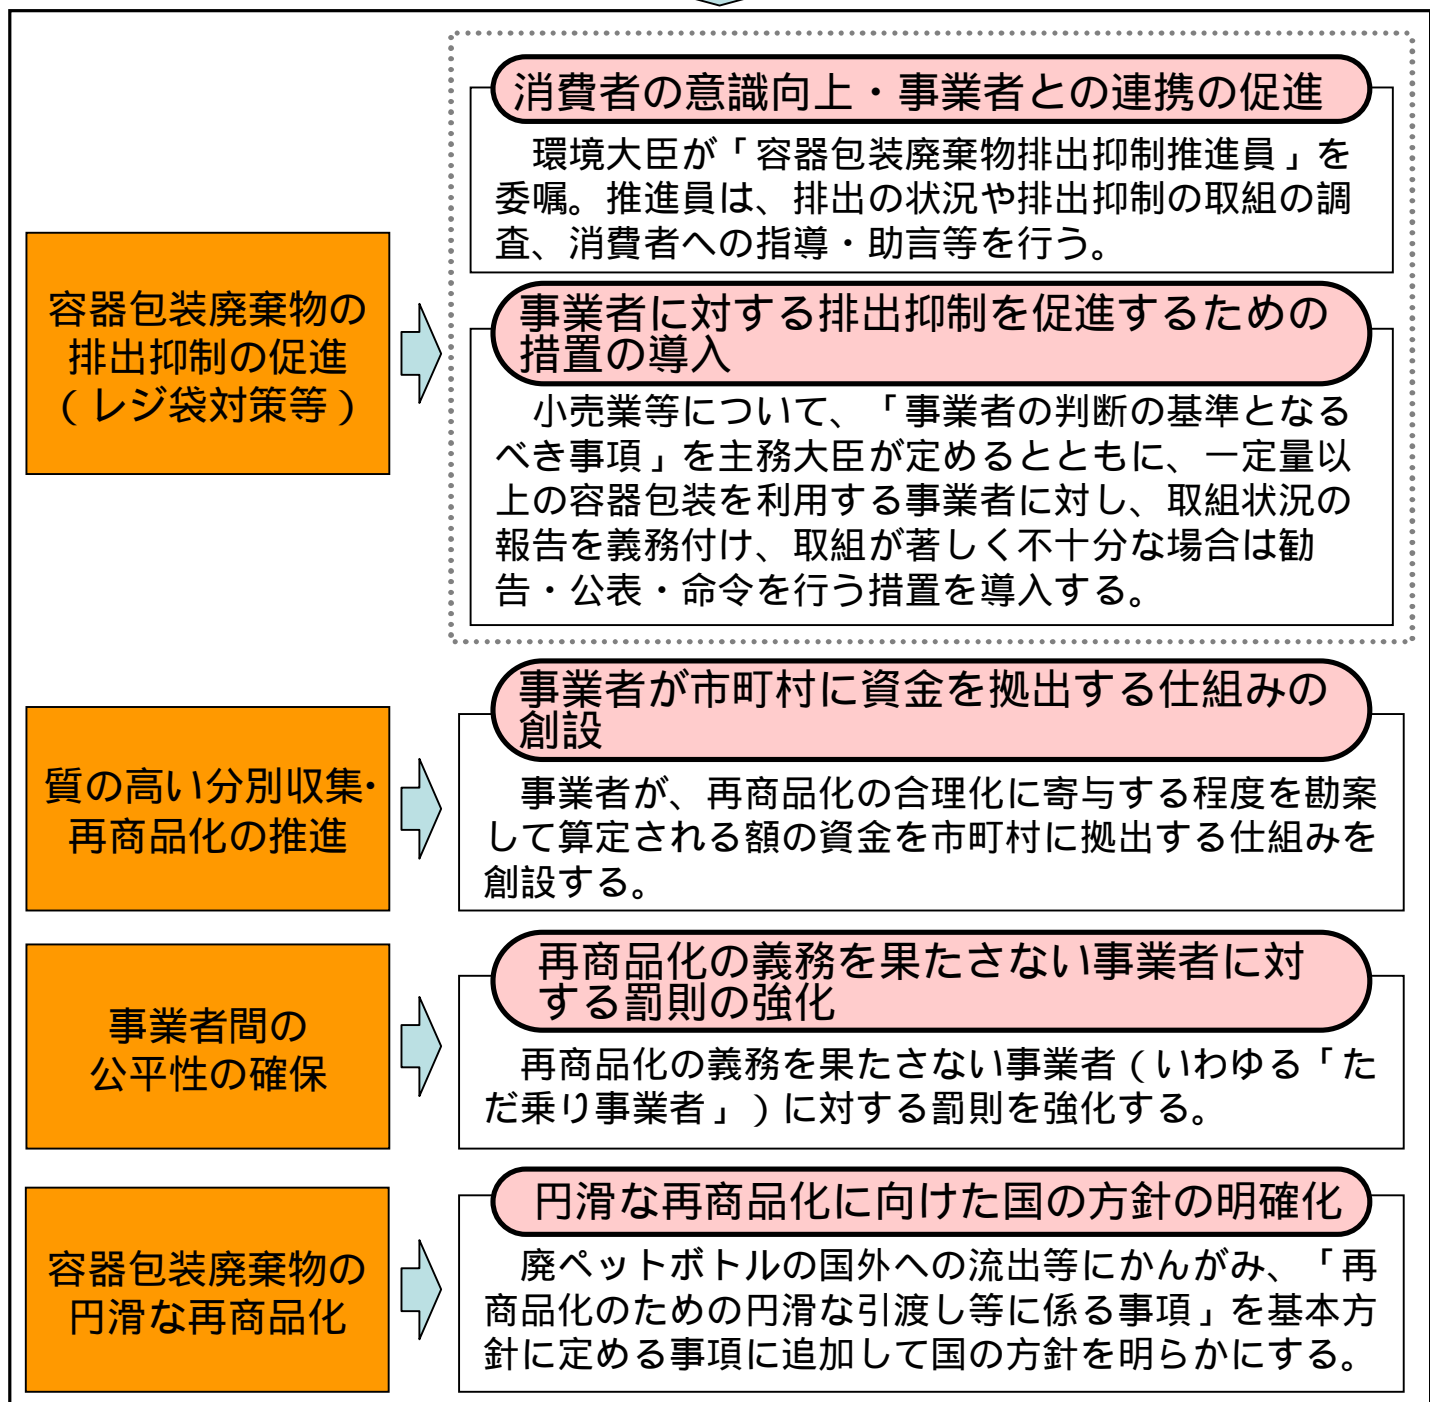 容器包装廃棄物の
排出抑制の促進
（レジ袋対策等）
消費者の意識向上・事業者との連携の促進
環境大臣が「容器包装廃棄物排出抑制推進員」を
委嘱。推進員は、排出の状況や排出抑制の取組の調
査、消費者への指導・助言等を行う。
事業者に対する排出抑制を促進するための
措置の導入
小売業等について、「事業者の判断の基準となる
べき事項」を主務大臣が定めるとともに、一定量以
上の容器包装を利用する事業者に対し、取組状況の
報告を義務付け、取組が著しく不十分な場合は勧
告・公表・命令を行う措置を導入する。
質の高い分別収集・
再商品化の推進
事業者が市町村に資金を拠出する仕組みの
創設
事業者が、再商品化の合理化に寄与する程度を勘案
して算定される額の資金を市町村に拠出する仕組みを
創設する。
事業者間の
公平性の確保
再商品化の義務を果たさない事業者に対
する罰則の強化
再商品化の義務を果たさない事業者（いわゆる「た
だ乗り事業者」）に対する罰則を強化する。
容器包装廃棄物の
円滑な再商品化
円滑な再商品化に向けた国の方針の明確化
廃ペットボトルの国外への流出等にかんがみ、「再
商品化のための円滑な引渡し等に係る事項」を基本方
針に定める事項に追加して国の方針を明らかにする。